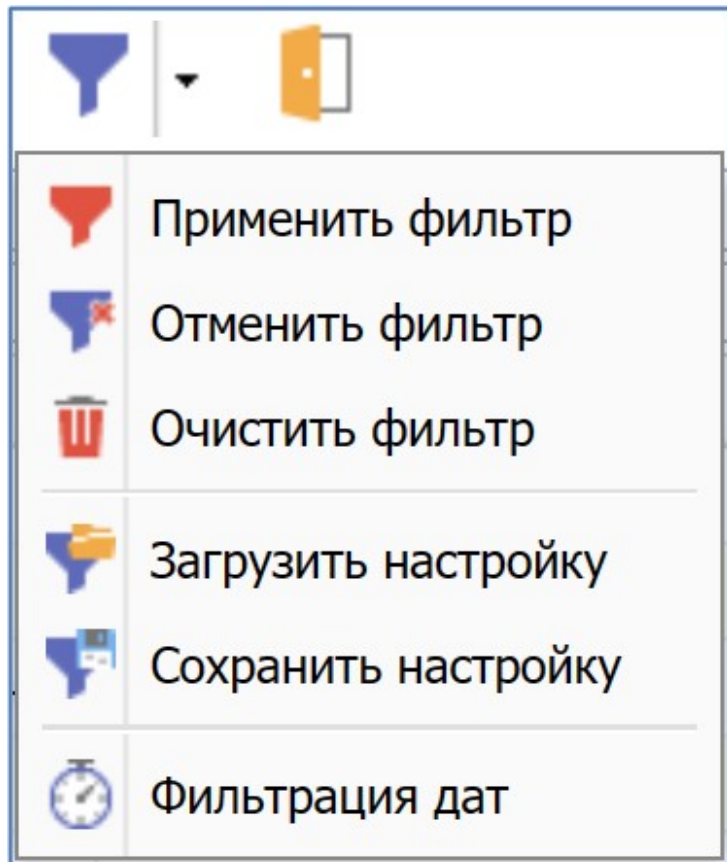 Применить фильтр
Отменить фильтр
Очистить фильтр
Загрузить настройку
Сохранить настройку
Фильтрация дат